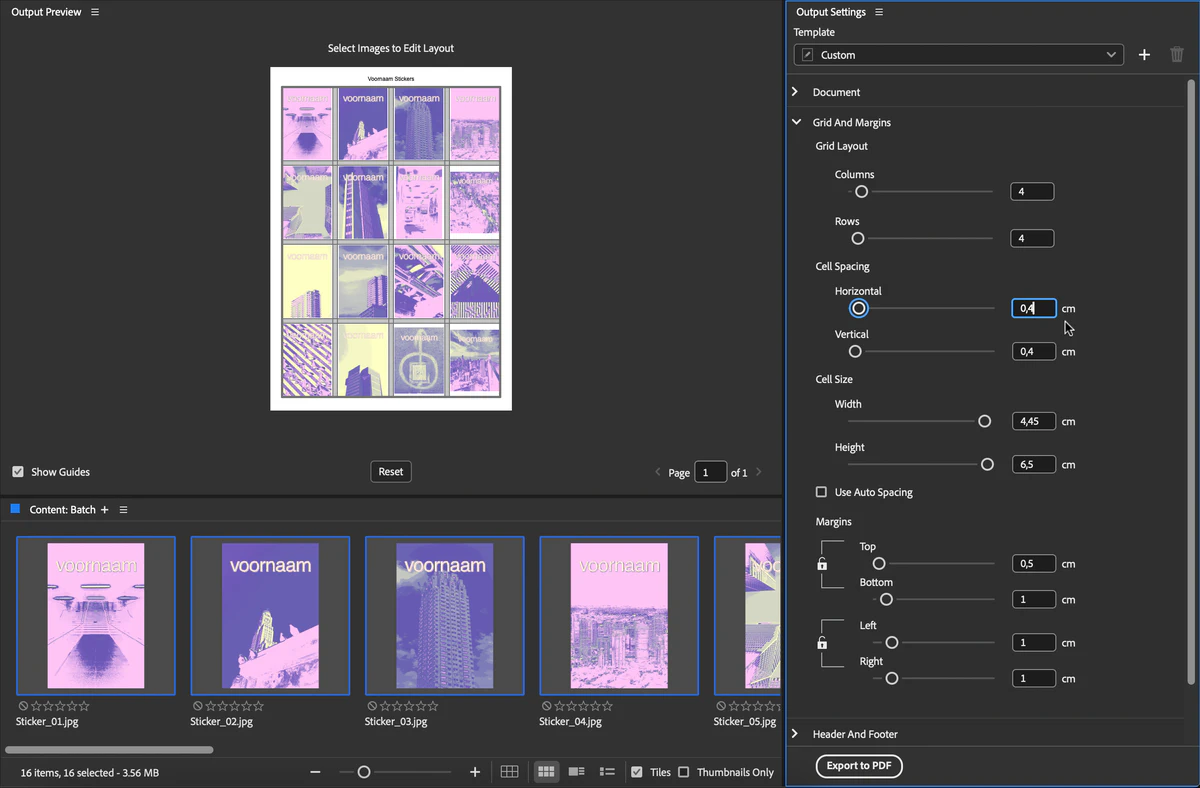 Output Preview
Select Images to Edit Layout
Voornaam Stickers
voornaam
voornaam voornaam voornaam
voornaam voornaam voornaam voornaam
voornaam voornaam voornaam voornaam
voornaam voornaam voornaam voornaam
Show Guides
Reset
Page 1 of 1
Content: Batch
voornaam
voornaam
voornaam
voornaam
Sticker_01.jpg
Sticker_02.jpg
Sticker_03.jpg
Sticker_04.jpg
Sticker_05.jpg
16 items, 16 selected - 3.56 MB
Tiles
Thumbnails Only
Output Settings
Template
Custom
Document
Grid And Margins
Grid Layout
Columns
4
Rows
4
Cell Spacing
Horizontal
0,4 cm
Vertical
0,4 cm
Cell Size
Width
4,45 cm
Height
6,5 cm
Use Auto Spacing
Margins
Top
0,5 cm
Bottom
1 cm
Left
1 cm
Right
1 cm
Header And Footer
Export to PDF